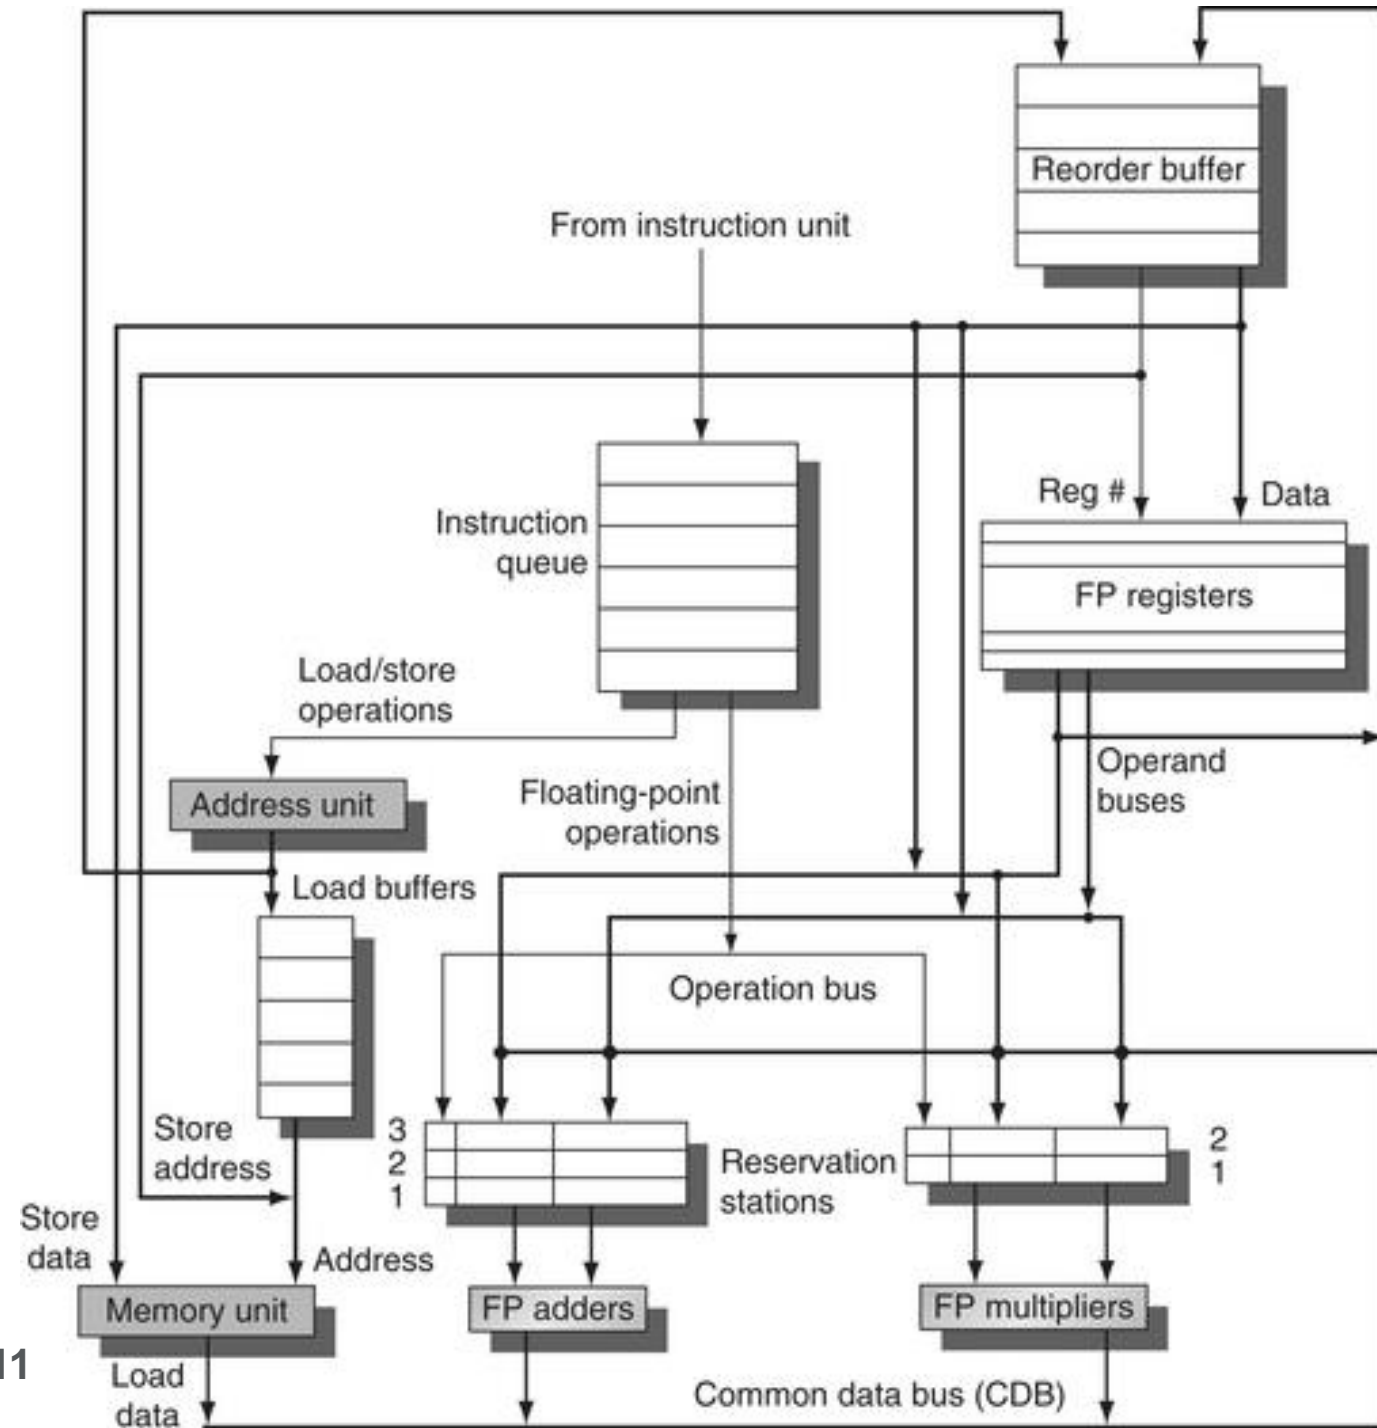 Reorder buffer
From instruction unit
Reg #
Data
Instruction
queue
FP registers
Load/store
operations
Operand
buses
Address unit
Floating-point
operations
Load buffers
Operation bus
Store
address
3
2
1
Reservation
stations
2
1
Store
data
Address
Memory unit
FP adders
FP multipliers
Load
data
Common data bus (CDB)